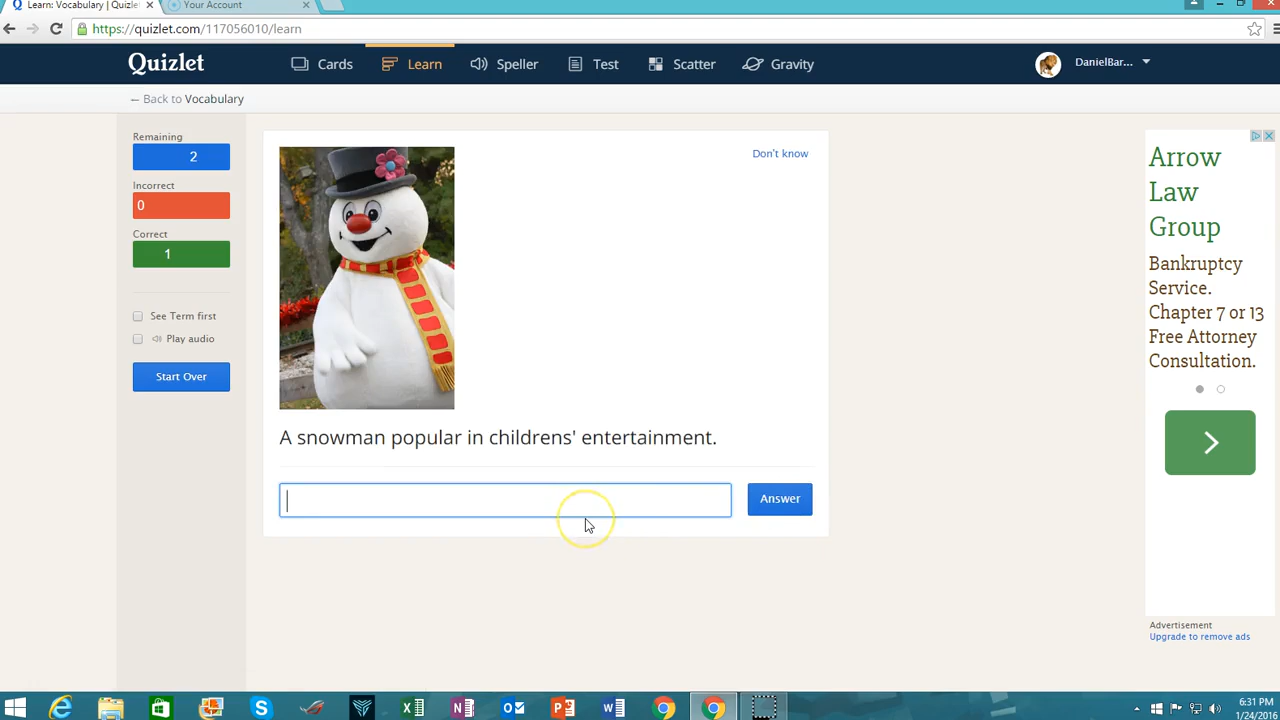 Learn: Vocabulary | Quizle
Your Account
https://quizlet.com/117056010/learn
Quizlet
Cards
Learn
Speller
Test
Scatter
Gravity
DanielBar...
← Back to Vocabulary
Remaining
2
Incorrect
0
Correct
1
See Term first
Play audio
Start Over
Don't know
A snowman popular in childrens' entertainment.
Answer
Arrow
Law
Group
Bankruptcy
Service.
Chapter 7 or 13
Free Attorney
Consultation.
Advertisement
Upgrade to remove ads
6:31 PM
1/24/2016